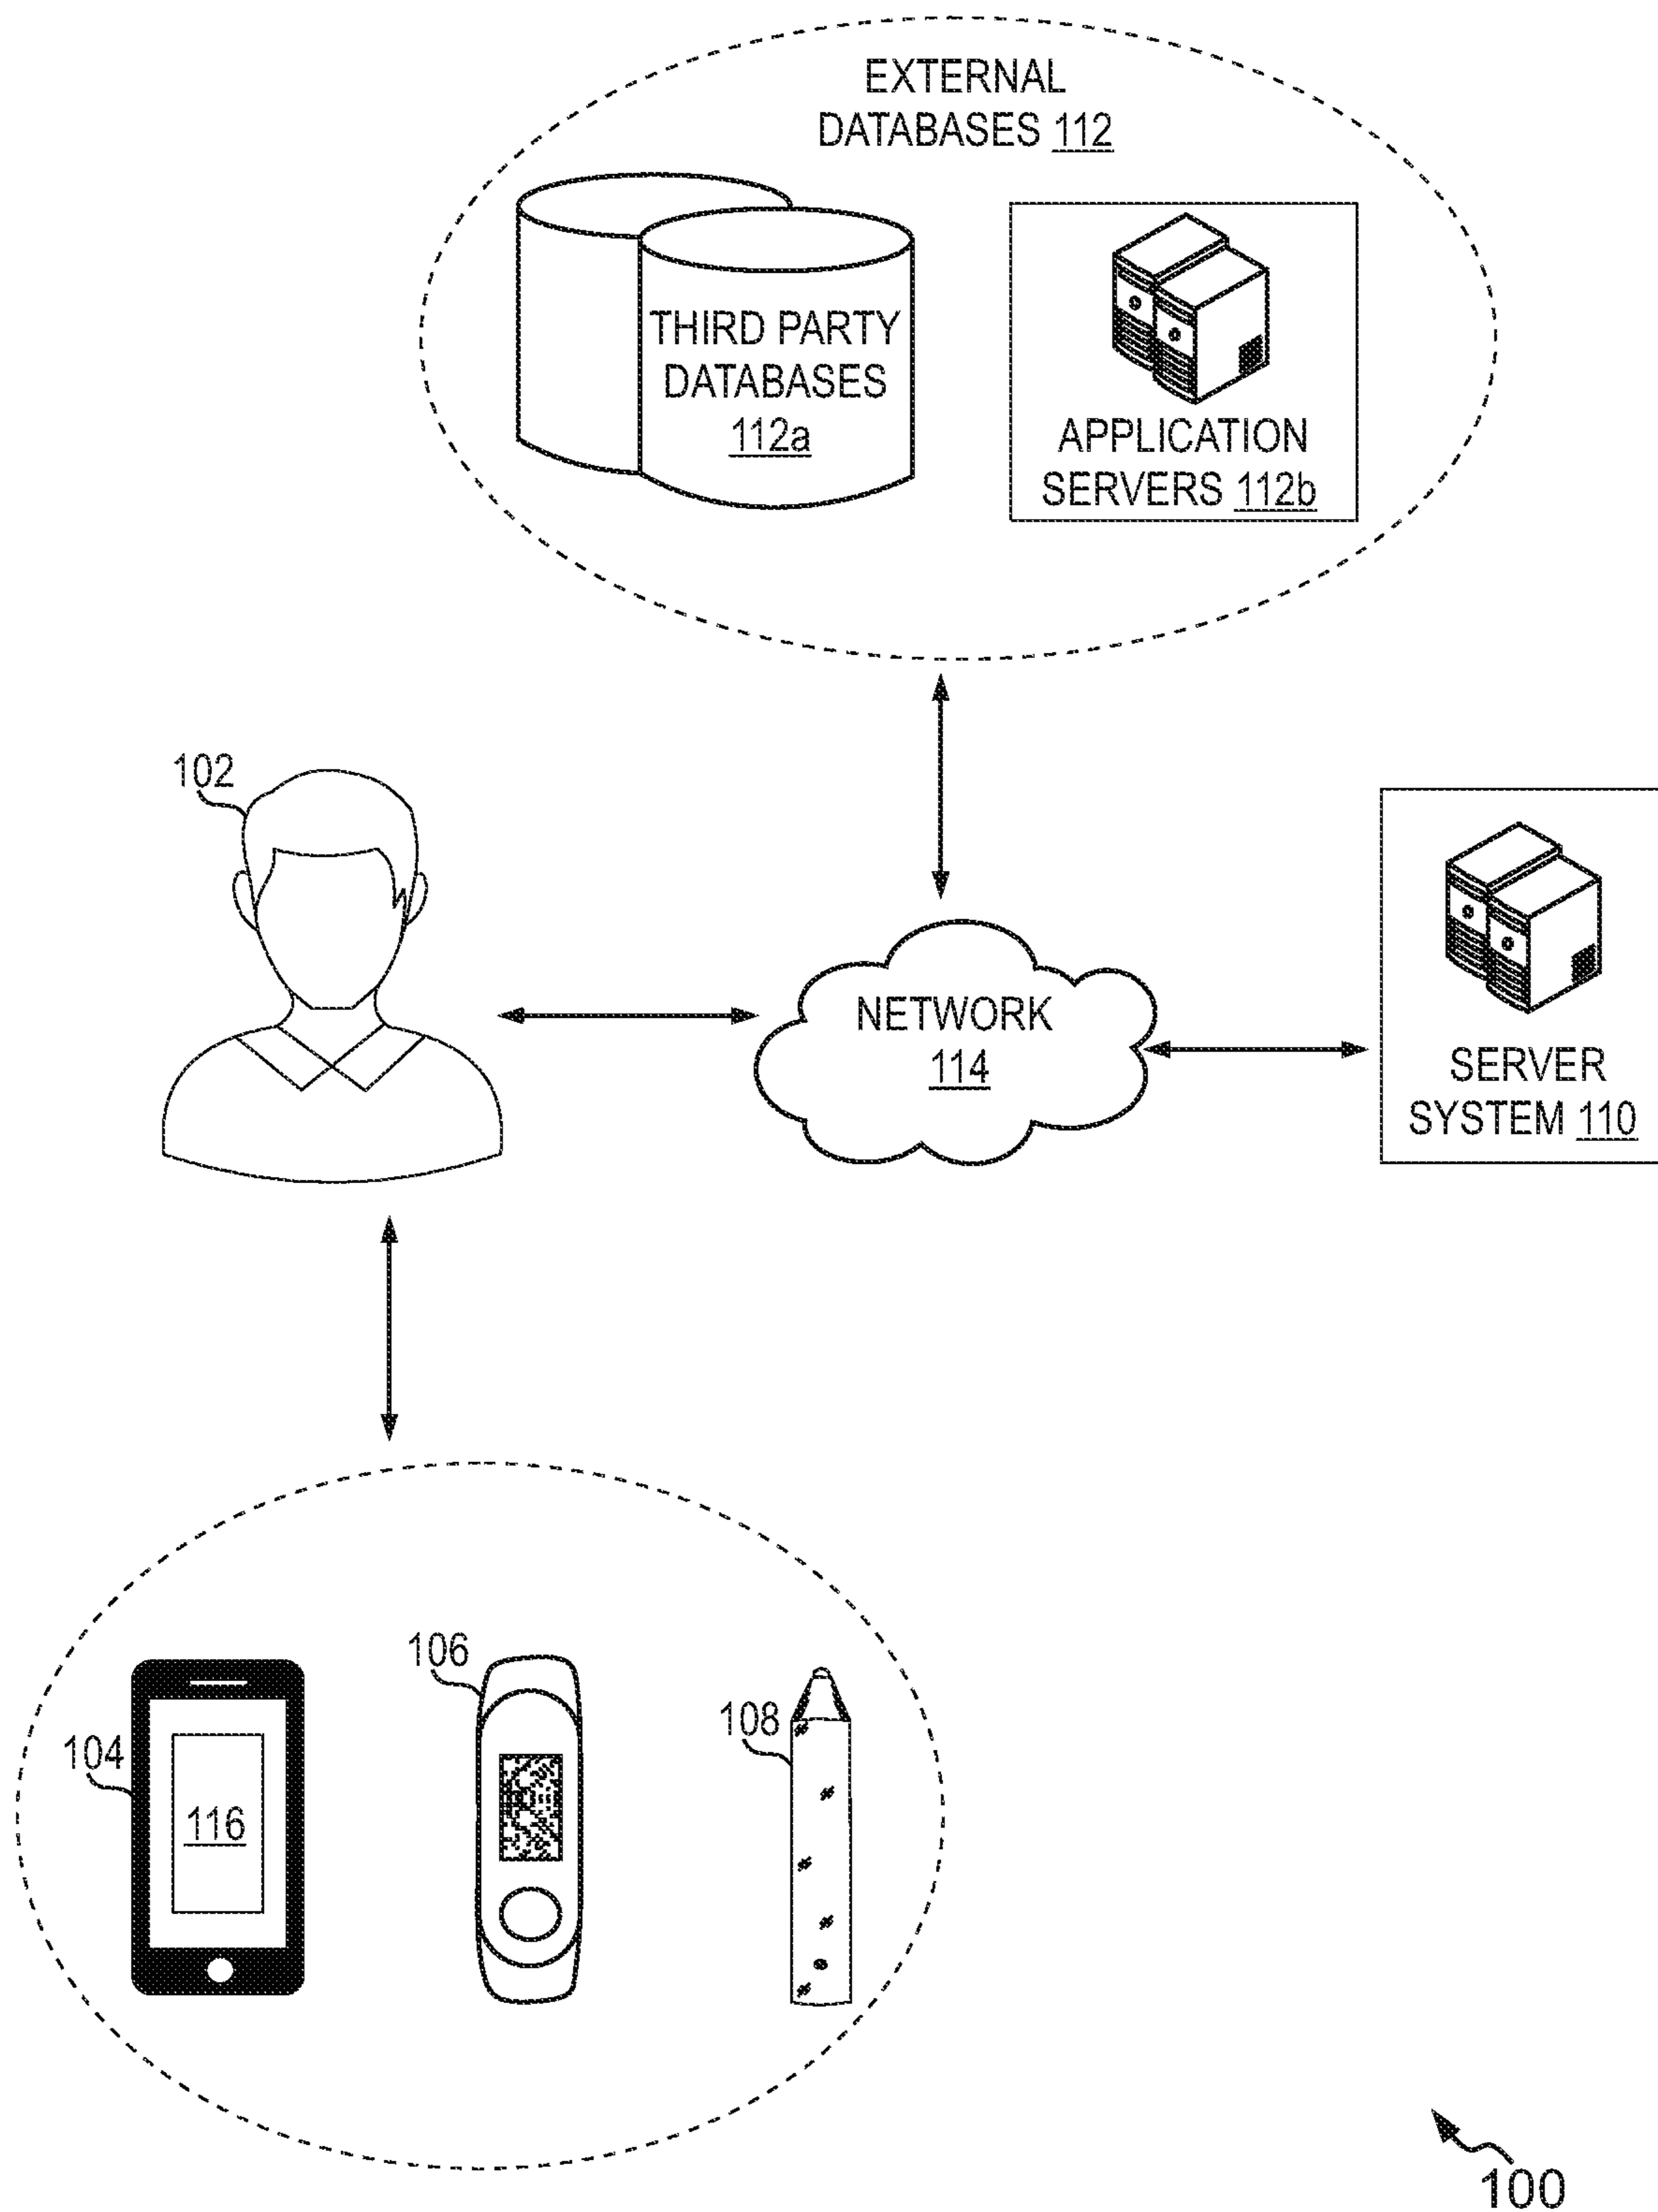 EXTERNAL
DATABASES 112
THIRD PARTY
DATABASES
112a
APPLICATION
SERVERS 112b
102
NETWORK
114
SERVER
SYSTEM 110
106
108
104
116
100